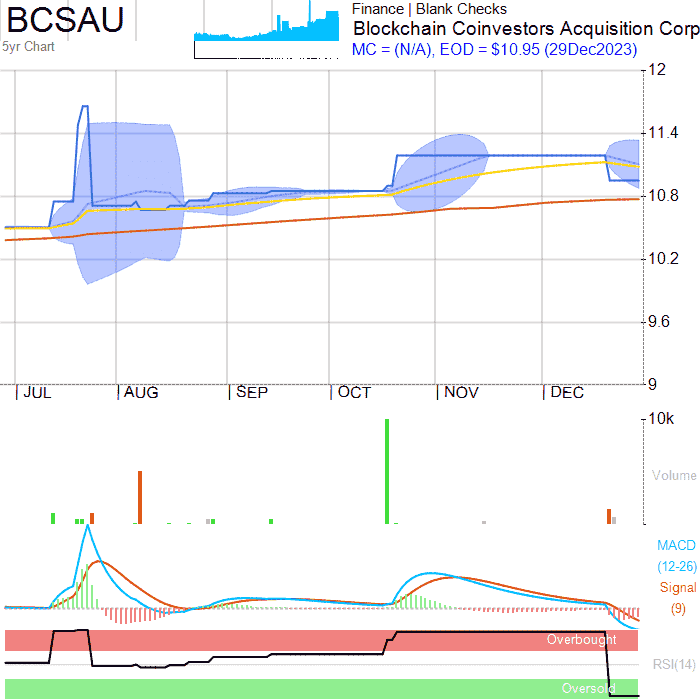 BCSAU
5yr Chart
Finance | Blank Checks
Blockchain Coinvestors Acquisition Corp
MC = (N/A), EOD = $10.95 (29Dec2023)
12
11.4
10.8
10.2
9.6
9
JUL AUG SEP OCT NOV DEC
10k
Volume
MACD
(12-26)
Signal
(9)
Overbought
RSI(14)
Oversold